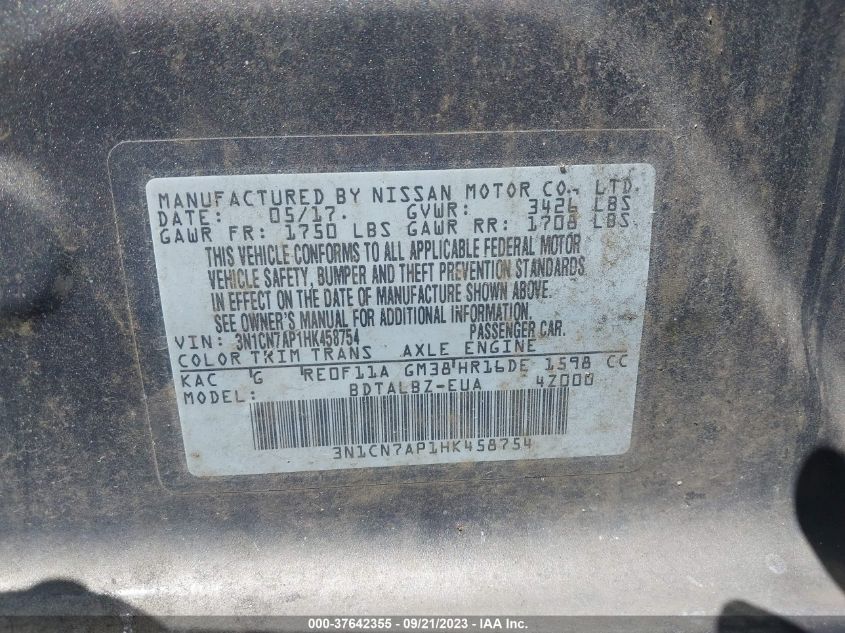 MANUFACTURED BY NISSAN MOTOR CO., LTD.
DATE: 05/17. GVWR: 3426 LBS
GAWR FR: 1750 LBS GAWR RR: 1708 LBS.
THIS VEHICLE CONFORMS TO ALL APPLICABLE FEDERAL MOTOR
VEHICLE SAFETY, BUMPER AND THEFT PREVENTION STANDARDS
IN EFFECT ON THE DATE OF MANUFACTURE SHOWN ABOVE.
SEE OWNER'S MANUAL FOR ADDITIONAL INFORMATION.
VIN: 3N1CN7AP1HK458754 PASSENGER CAR.
COLOR TRIM TRANS AXLE ENGINE
KAC G RE0F11A GM38 HR16DE 1598 CC
MODEL: BDTALBZ-EUA 4Z000
3N1CN7AP1HK458754
000-37642355 - 09/21/2023 - IAA Inc.